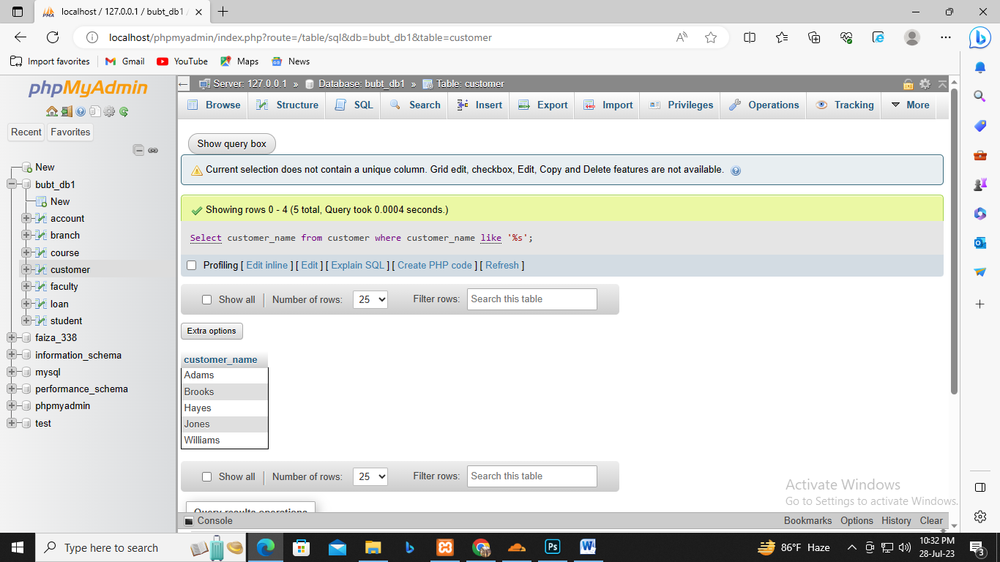 localhost / 127.0.0.1 / bubt_db1
localhost/phpmyadmin/index.php?route=/table/sql&db=bubt_db1&table=customer
Import favorites Gmail YouTube Maps News
phpMyAdmin
Recent Favorites
New
bubt_db1
New
account
branch
course
customer
faculty
loan
student
faiza_338
information_schema
mysql
performance_schema
phpmyadmin
test
Server: 127.0.0.1 » Database: bubt_db1 » Table: customer
Browse Structure SQL Search Insert Export Import Privileges Operations Tracking More
Show query box
Current selection does not contain a unique column. Grid edit, checkbox, Edit, Copy and Delete features are not available.
Showing rows 0 - 4 (5 total, Query took 0.0004 seconds.)
Select customer_name from customer where customer_name like '%s';
Profiling [ Edit inline ] [ Edit ] [ Explain SQL ] [ Create PHP code ] [ Refresh ]
Show all Number of rows: 25 Filter rows: Search this table
Extra options
customer_name
Adams
Brooks
Hayes
Jones
Williams
Show all Number of rows: 25 Filter rows: Search this table
Query results operations
Activate Windows
Go to Settings to activate Windows.
Console Bookmarks Options History Clear
Type here to search
86°F Haze
10:32 PM
28-Jul-23
3